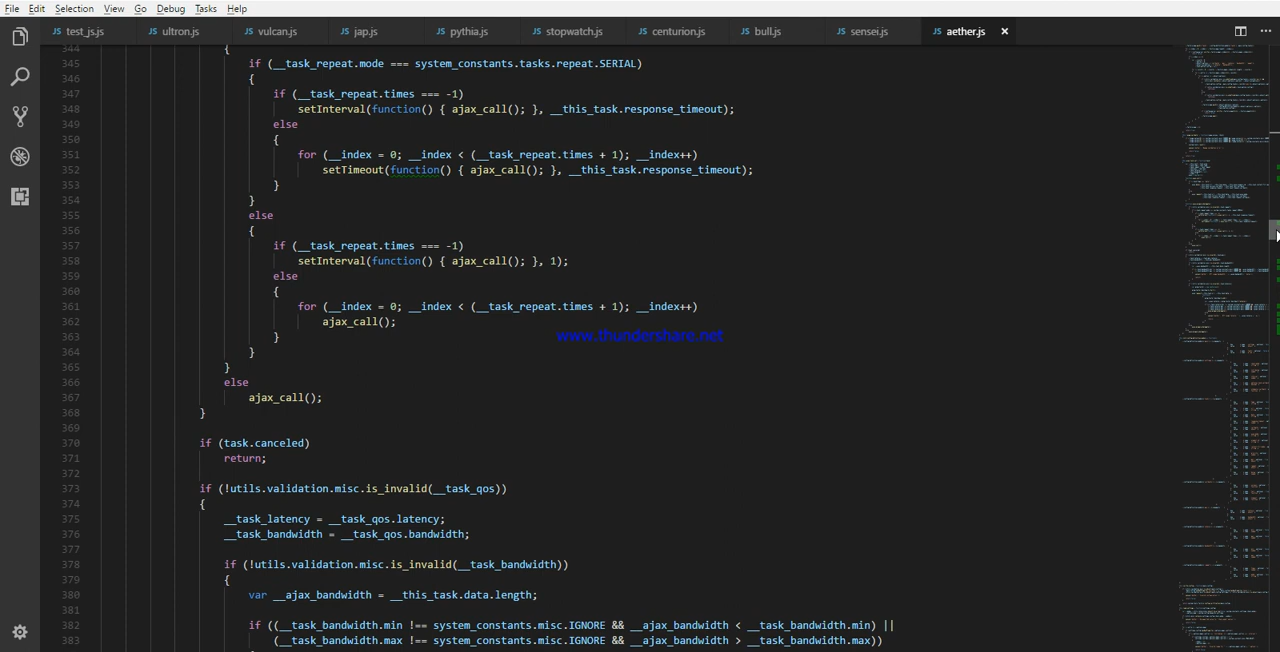 File Edit Selection View Go Debug Tasks Help
JS test_js.js JS ultron.js JS vulcan.js JS jap.js JS pythia.js JS stopwatch.js JS centurion.js JS bull.js JS sensei.js JS aether.js ×
344 {
345 if (__task_repeat.mode === system_constants.tasks.repeat.SERIAL)
346 {
347 if (__task_repeat.times === -1)
348 setInterval(function() { ajax_call(); }, __this_task.response_timeout);
349 else
350 {
351 for (__index = 0; __index < (__task_repeat.times + 1); __index++)
352 setTimeout(function() { ajax_call(); }, __this_task.response_timeout);
353 }
354 }
355 else
356 {
357 if (__task_repeat.times === -1)
358 setInterval(function() { ajax_call(); }, 1);
359 else
360 {
361 for (__index = 0; __index < (__task_repeat.times + 1); __index++)
362 ajax_call();
www.thundershare.net
363 }
364 }
365 }
366 else
367 ajax_call();
368 }
369
370 if (task.canceled)
371 return;
372
373 if (!utils.validation.misc.is_invalid(__task_qos))
374 {
375 __task_latency = __task_qos.latency;
376 __task_bandwidth = __task_qos.bandwidth;
377
378 if (!utils.validation.misc.is_invalid(__task_bandwidth))
379 {
380 var __ajax_bandwidth = __this_task.data.length;
381
382 if ((__task_bandwidth.min !== system_constants.misc.IGNORE && __ajax_bandwidth < __task_bandwidth.min) ||
383 (__task_bandwidth.max !== system_constants.misc.IGNORE && __ajax_bandwidth > __task_bandwidth.max))